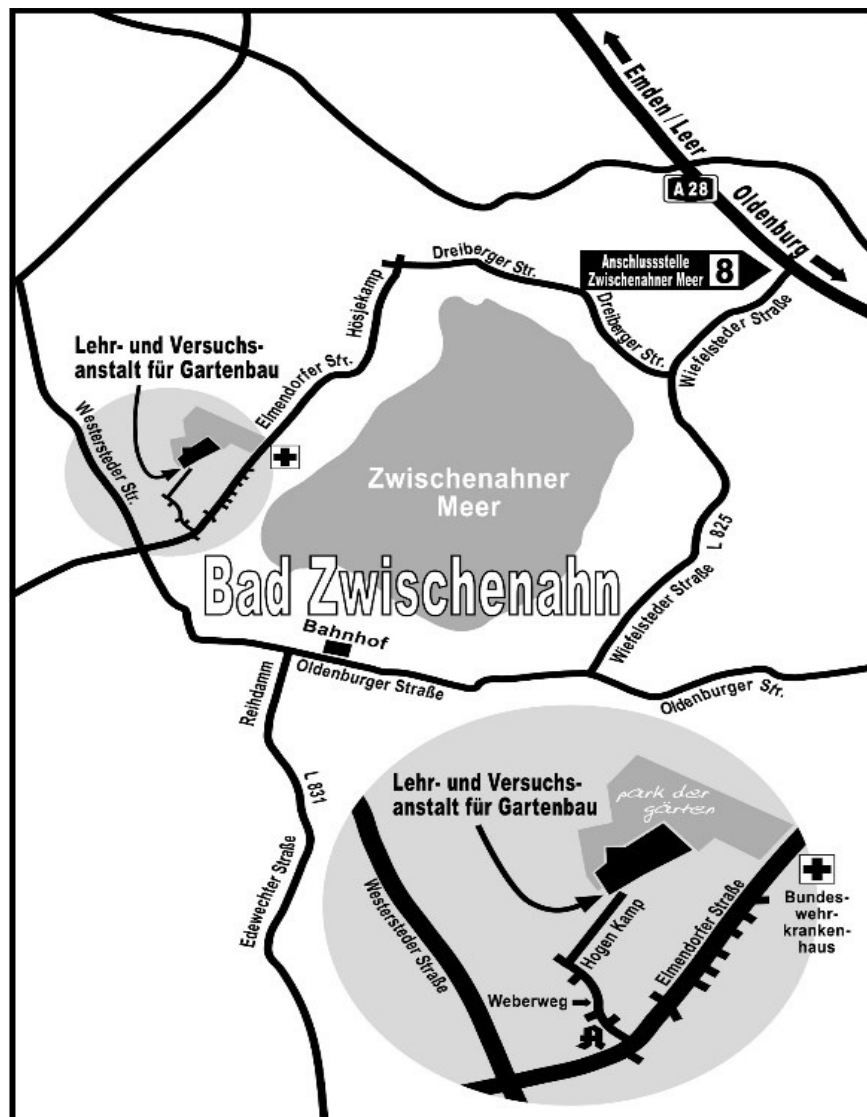 Emden / Leer
A 28
Oldenburg
Anschlussstelle
Zwischenahner Meer
8
Dreiberger Str.
Hösjekamp
Dreiberger Str.
Wiefelsteder Straße
Lehr- und Versuchs-
anstalt für Gartenbau
Elmendorfer Str.
Westersteder Str.
Zwischenahner
Meer
L 825
Bad Zwischenahn
Bahnhof
Wiefelsteder Straße
Oldenburger Straße
Oldenburger Str.
Reihdamm
L 831
Edewechter Straße
Lehr- und Versuchs-
anstalt für Gartenbau
park der
gärten
Westersteder Straße
Hogen Kamp
Elmendorfer Straße
Bundes-
wehr-
kranken-
haus
Weberweg